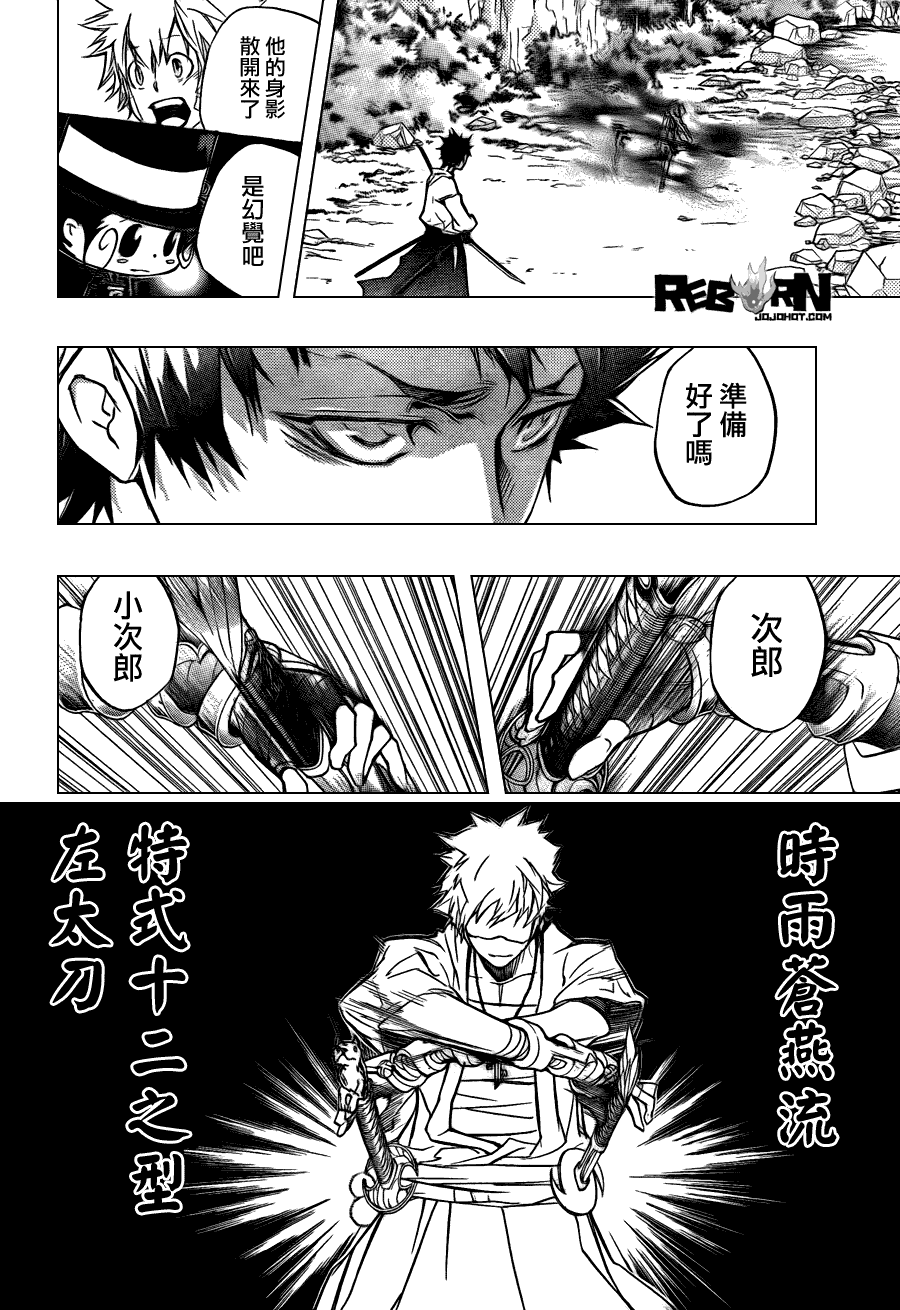 他的身影
散開來了
是幻覺吧
REBORN
JOJOHOT.COM
準備
好了嗎
次郎
小次郎
時雨蒼燕流
特式十二之型
左太刀